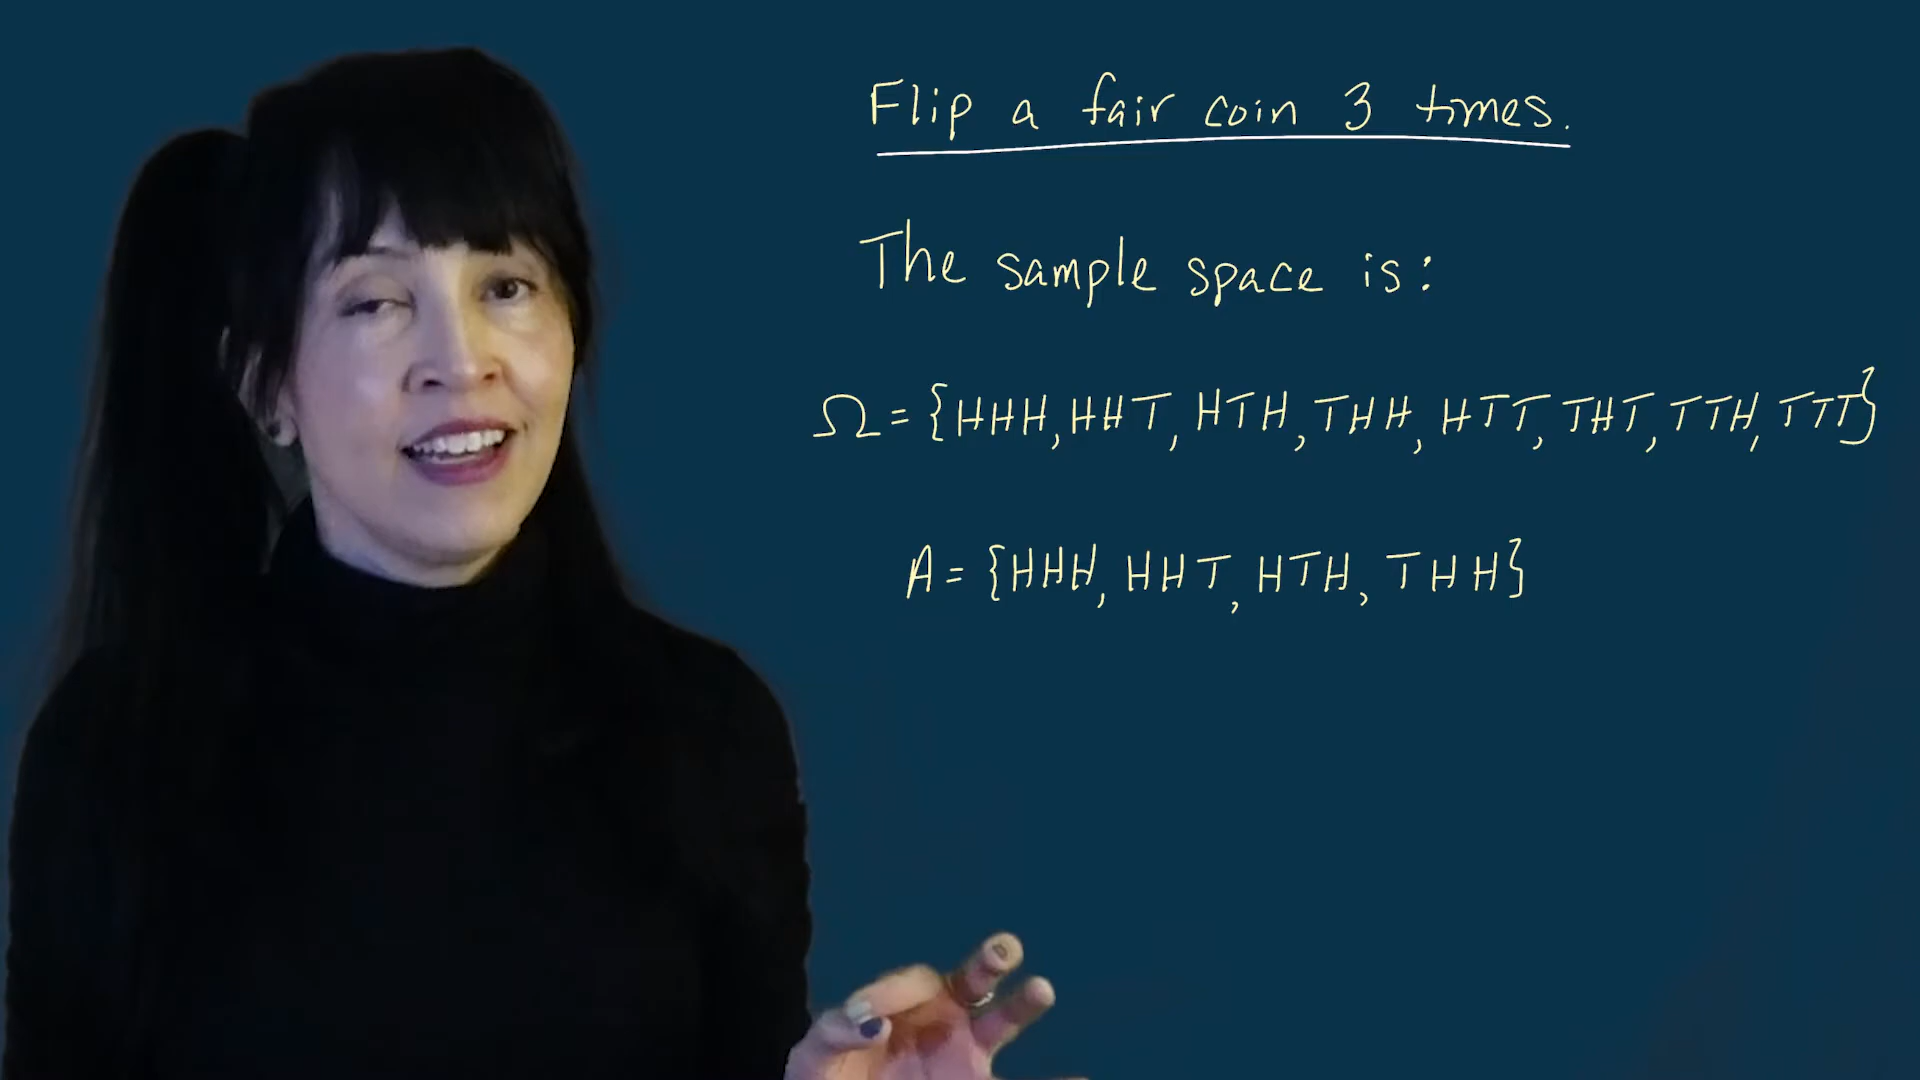 Flip a fair coin 3 times.
The sample space is:
Ω = {HHH, HHT, HTH, THH, HTT, THT, TTH, TTT}
A = {HHH, HHT, HTH, THH}